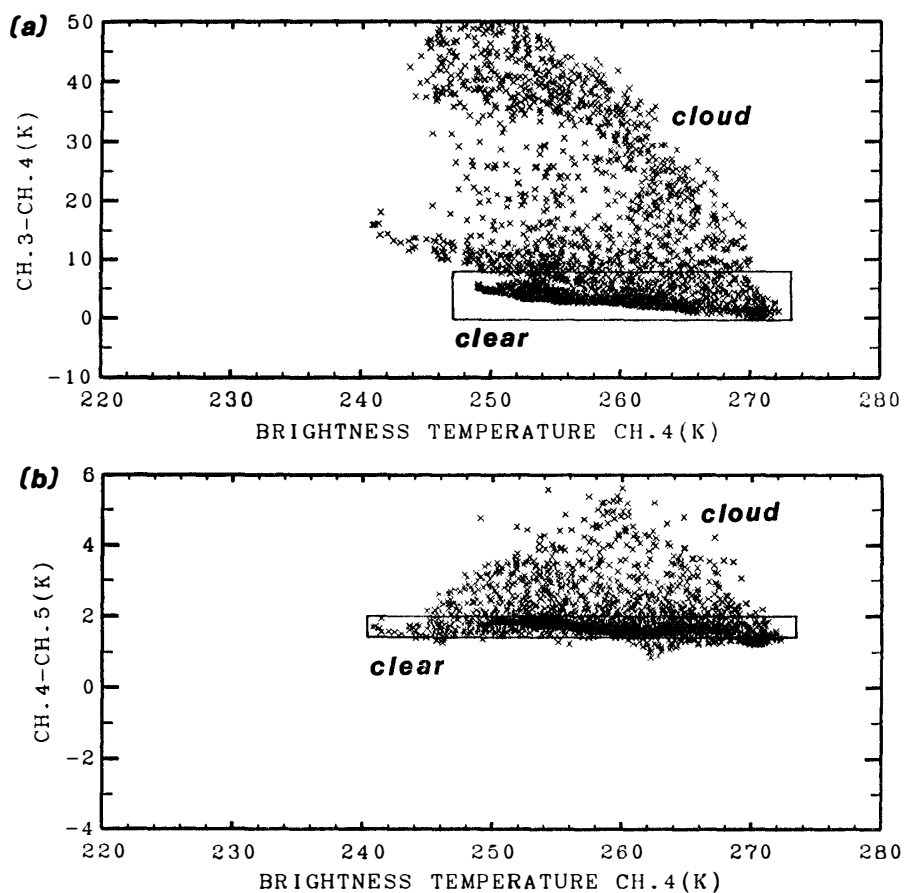 (a)
50
40
30
20
10
0
-10
CH.3-CH.4(K)
cloud
clear
220 230 240 250 260 270 280
BRIGHTNESS TEMPERATURE CH.4(K)
(b)
6
4
2
0
-2
-4
CH.4-CH.5(K)
cloud
clear
220 230 240 250 260 270 280
BRIGHTNESS TEMPERATURE CH.4(K)